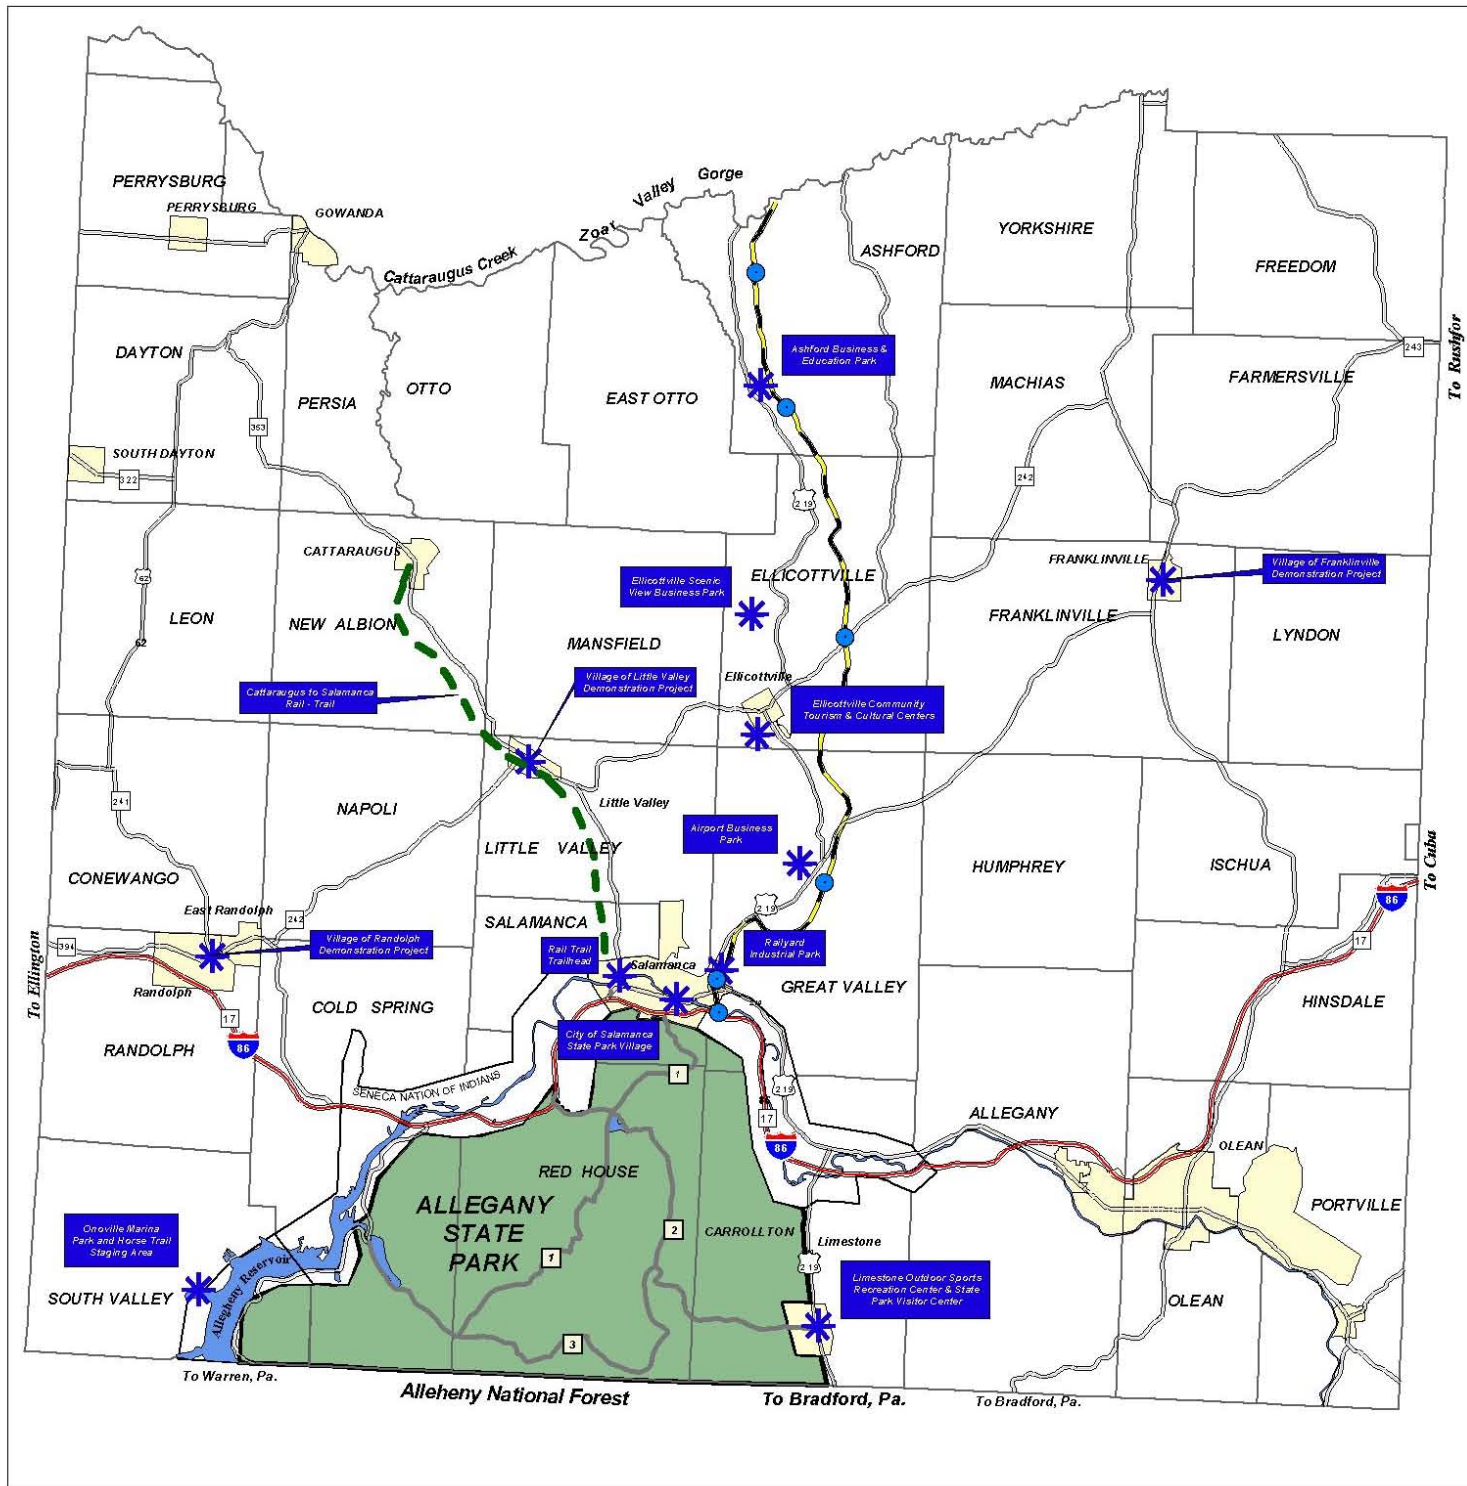 PERRYSBURG
PERRYSBURG
GOWANDA
Cattaraugus Creek
Zoar
Valley
Gorge
ASHFORD
YORKSHIRE
FREEDOM
DAYTON
PERSIA
OTTO
EAST OTTO
Ashford Business &
Education Park
MACHIAS
FARMERSVILLE
243
To Rushfor
363
SOUTH DAYTON
322
219
242
CATTARAUGUS
62
62
LEON
NEW ALBION
MANSFIELD
Ellicottville Scenic
View Business Park
ELLICOTTVILLE
FRANKLINVILLE
FRANKLINVILLE
Village of Franklinville
Demonstration Project
LYNDON
Cattaraugus to Salamanca
Rail - Trail
Village of Little Valley
Demonstration Project
Ellicottville
Ellicottville Community
Tourism & Cultural Centers
241
NAPOLI
Little Valley
LITTLE VALLEY
Airport Business
Park
HUMPHREY
ISCHUA
To Cuba
86
CONEWANGO
East Randolph
242
219
17
394
To Ellington
Village of Randolph
Demonstration Project
SALAMANCA
Rail Trail
Trailhead
Salamanca
Railyard
Industrial Park
GREAT VALLEY
HINSDALE
Randolph
COLD SPRING
17
86
RANDOLPH
City of Salamanca
State Park Village
SENECA NATION OF INDIANS
1
219
17
86
ALLEGANY
OLEAN
RED HOUSE
ALLEGANY
STATE
PARK
1
2
CARROLLTON
Limestone
219
PORTVILLE
Onoville Marina
Park and Horse Trail
Staging Area
Allegheny Reservoir
SOUTH VALLEY
Limestone Outdoor Sports
Recreation Center & State
Park Visitor Center
OLEAN
3
To Warren, Pa.
Alleheny National Forest
To Bradford, Pa.
To Bradford, Pa.